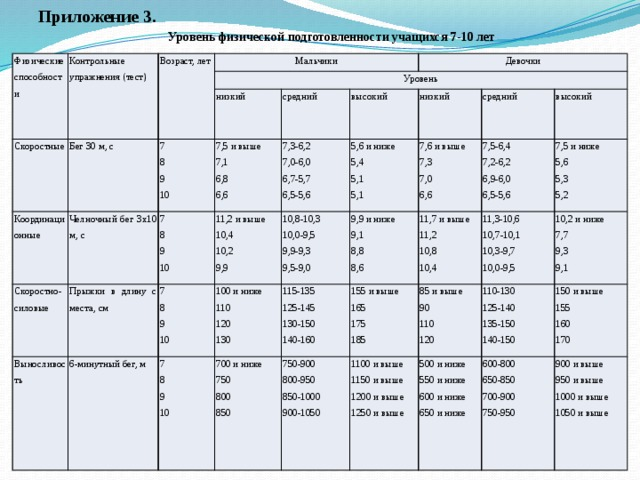 Приложение 3.
Уровень физической подготовленности учащихся 7-10 лет
Физические способност и | Контрольные упражнения (тест) | Возраст, лет | Мальчики | Девочки
Уровень
низкий | средний | высокий | низкий | средний | высокий
Скоростные | Бег 30 м, с | 7 | 7,5 и выше | 7,3-6,2 | 5,6 и ниже | 7,6 и выше | 7,5-6,4 | 7,5 и ниже
8 | 7,1 | 7,0-6,0 | 5,4 | 7,3 | 7,2-6,2 | 5,6
9 | 6,8 | 6,7-5,7 | 5,1 | 7,0 | 6,9-6,0 | 5,3
10 | 6,6 | 6,5-5,6 | 5,1 | 6,6 | 6,5-5,6 | 5,2
Координаци онные | Челночный бег 3х10 м, с | 7 | 11,2 и выше | 10,8-10,3 | 9,9 и ниже | 11,7 и выше | 11,3-10,6 | 10,2 и ниже
8 | 10,4 | 10,0-9,5 | 9,1 | 11,2 | 10,7-10,1 | 7,7
9 | 10,2 | 9,9-9,3 | 8,8 | 10,8 | 10,3-9,7 | 9,3
10 | 9,9 | 9,5-9,0 | 8,6 | 10,4 | 10,0-9,5 | 9,1
Скоростно-силовые | Прыжки в длину с места, см | 7 | 100 и ниже | 115-135 | 155 и выше | 85 и выше | 110-130 | 150 и выше
8 | 110 | 125-145 | 165 | 90 | 125-140 | 155
9 | 120 | 130-150 | 175 | 110 | 135-150 | 160
10 | 130 | 140-160 | 185 | 120 | 140-150 | 170
Выносливос ть | 6-минутный бег, м | 7 | 700 и ниже | 750-900 | 1100 и выше | 500 и ниже | 600-800 | 900 и выше
8 | 750 | 800-950 | 1150 и выше | 550 и ниже | 650-850 | 950 и выше
9 | 800 | 850-1000 | 1200 и выше | 600 и ниже | 700-900 | 1000 и выше
10 | 850 | 900-1050 | 1250 и выше | 650 и ниже | 750-950 | 1050 и выше